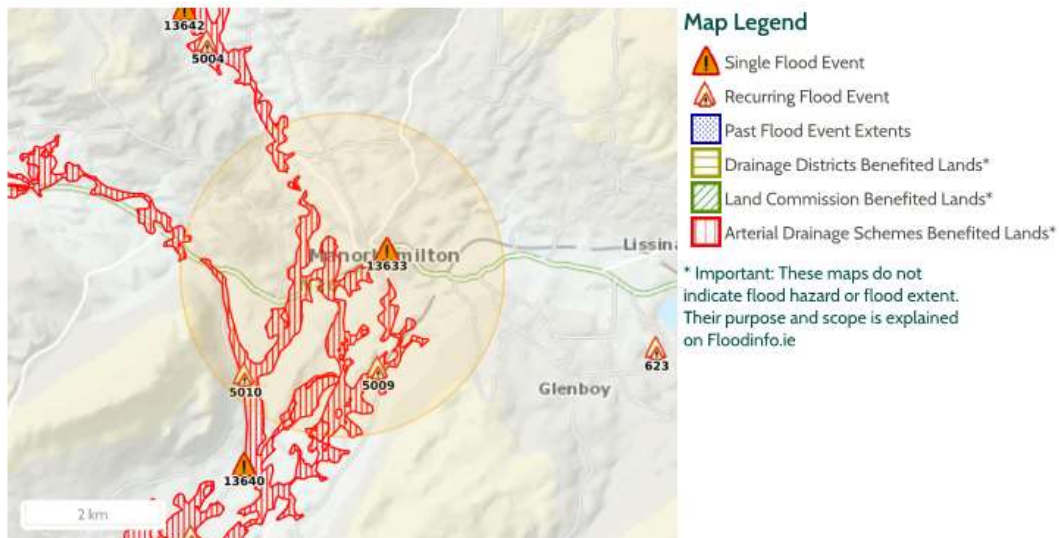 13642
5004
Manorhamilton
13633
Lissina
623
5010
5009
Glenboy
13640
2 km
Map Legend
Single Flood Event
Recurring Flood Event
Past Flood Event Extents
Drainage Districts Benefited Lands*
Land Commission Benefited Lands*
Arterial Drainage Schemes Benefited Lands*
* Important: These maps do not
indicate flood hazard or flood extent.
Their purpose and scope is explained
on Floodinfo.ie